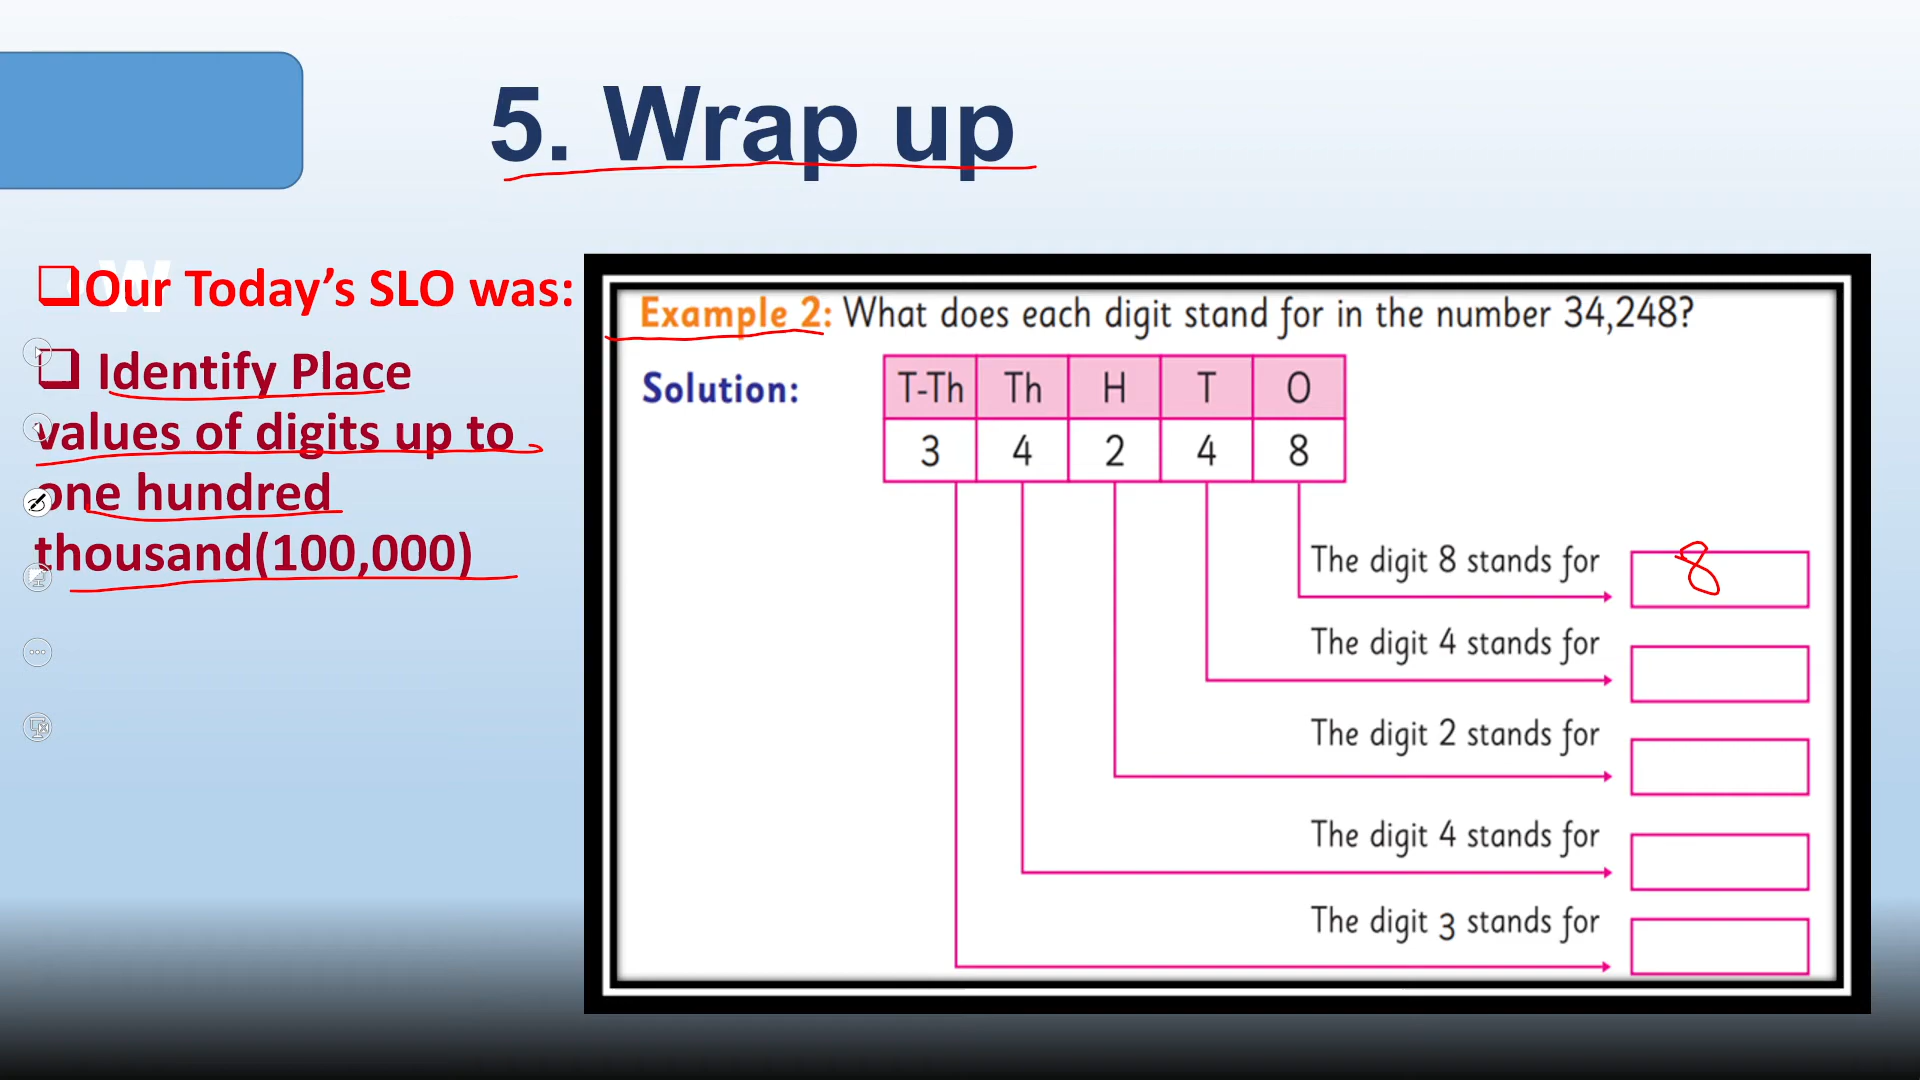 5. Wrap up
W
Our Today's SLO was:
Identify Place
values of digits up to
one hundred
thousand(100,000)
Example 2: What does each digit stand for in the number 34,248?
Solution:
T-Th Th H T O
3 4 2 4 8
The digit 8 stands for 8
The digit 4 stands for
The digit 2 stands for
The digit 4 stands for
The digit 3 stands for